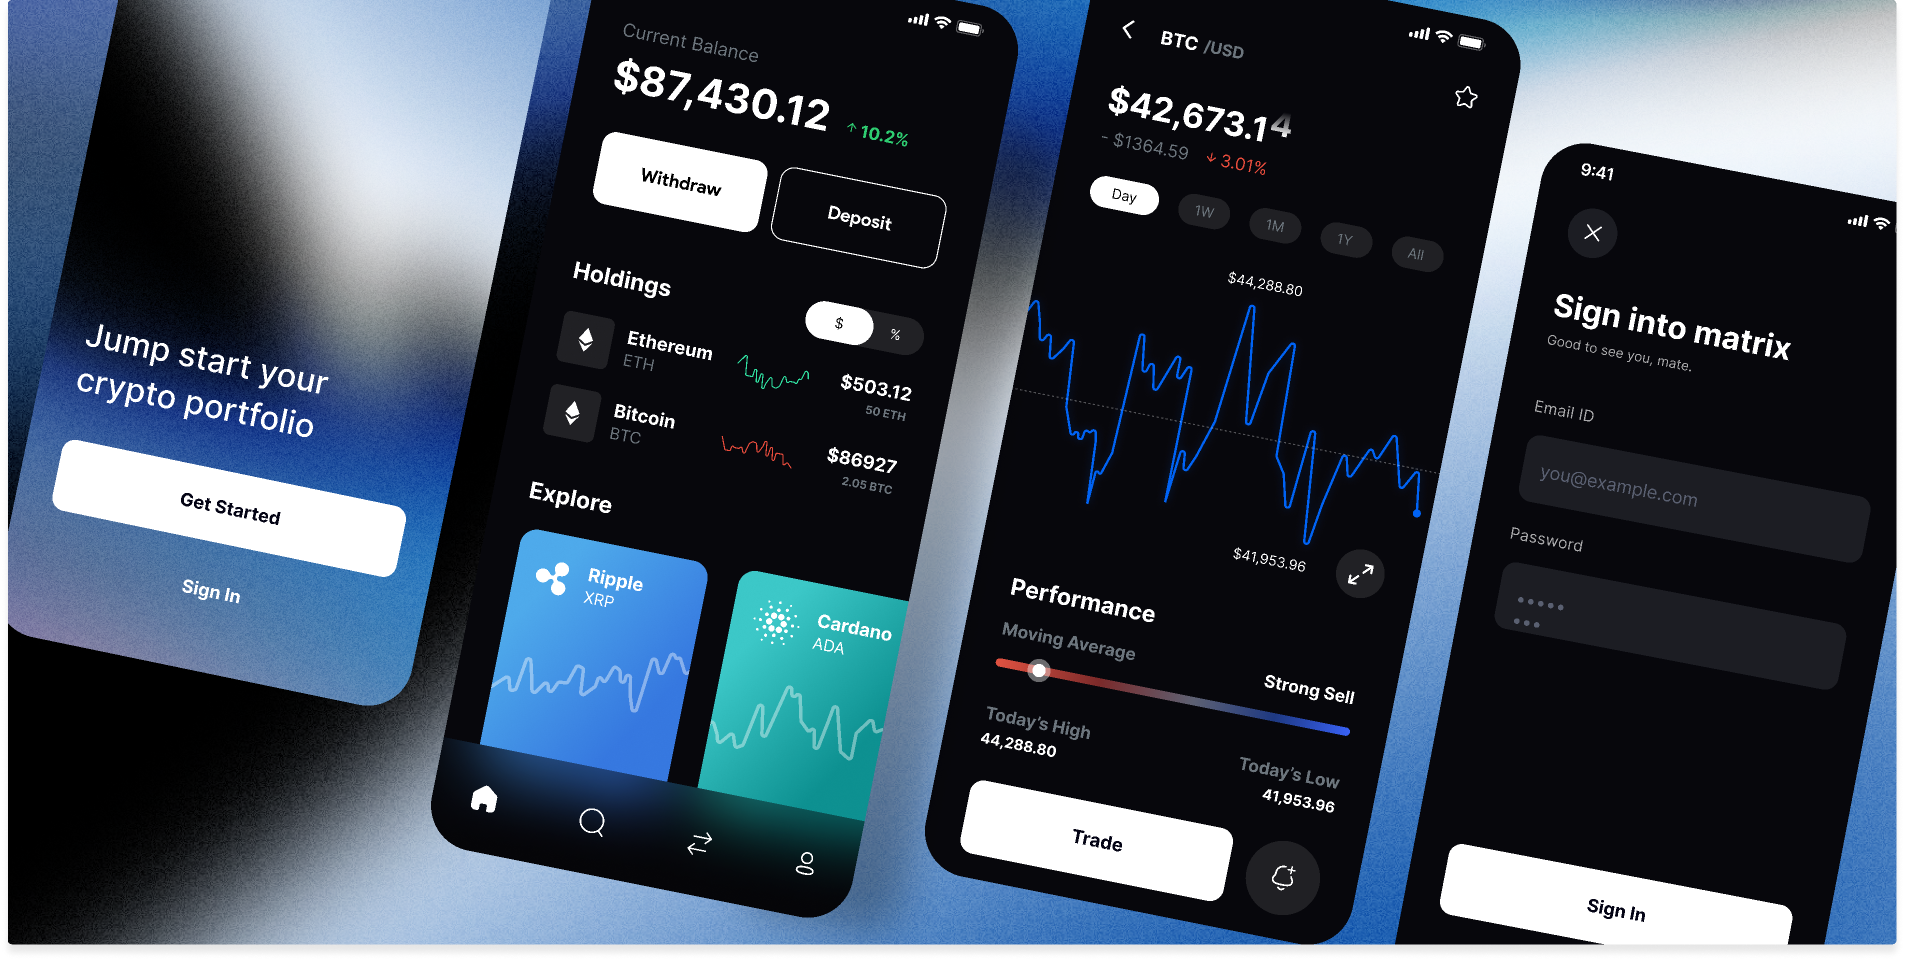 Jump start your
crypto portfolio
Get Started
Sign In
Current Balance
$87,430.12
10.2%
Withdraw
Deposit
Holdings
$
%
Ethereum
ETH
$503.12
50 ETH
Bitcoin
BTC
$86927
2.05 BTC
Explore
Ripple
XRP
Cardano
ADA
BTC /USD
$42,673.14
- $1364.59
3.01%
Day
1W
1M
1Y
All
$44,288.80
$41,953.96
Performance
Moving Average
Strong Sell
Today's High
44,288.80
Today's Low
41,953.96
Trade
9:41
Sign into matrix
Good to see you, mate.
Email ID
you@example.com
Password
Sign In